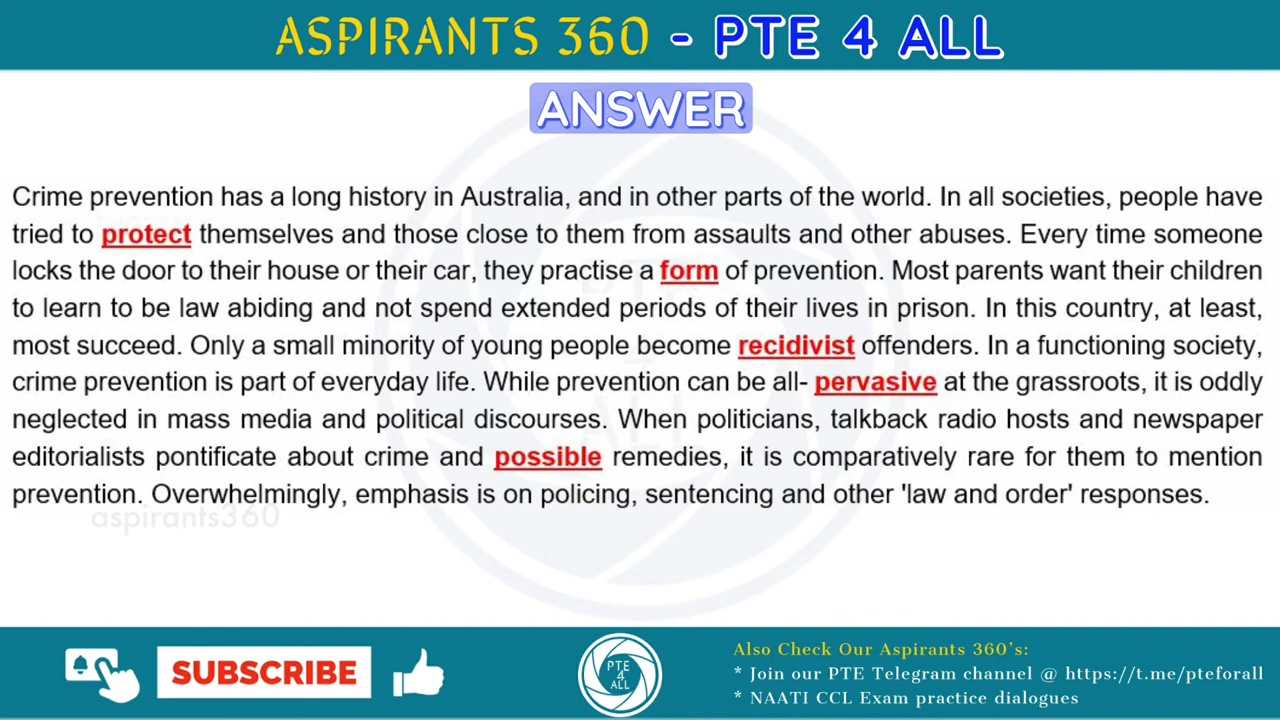 ASPIRANTS 360 - PTE 4 ALL
ANSWER
Crime prevention has a long history in Australia, and in other parts of the world. In all societies, people have
tried to protect themselves and those close to them from assaults and other abuses. Every time someone
locks the door to their house or their car, they practise a form of prevention. Most parents want their children
to learn to be law abiding and not spend extended periods of their lives in prison. In this country, at least,
most succeed. Only a small minority of young people become recidivist offenders. In a functioning society,
crime prevention is part of everyday life. While prevention can be all- pervasive at the grassroots, it is oddly
neglected in mass media and political discourses. When politicians, talkback radio hosts and newspaper
editorialists pontificate about crime and possible remedies, it is comparatively rare for them to mention
prevention. Overwhelmingly, emphasis is on policing, sentencing and other 'law and order' responses.
aspirants360
SUBSCRIBE
PTE
4
ALL
Also Check Our Aspirants 360's:
* Join our PTE Telegram channel @ https://t.me/pteforall
* NAATI CCL Exam practice dialogues